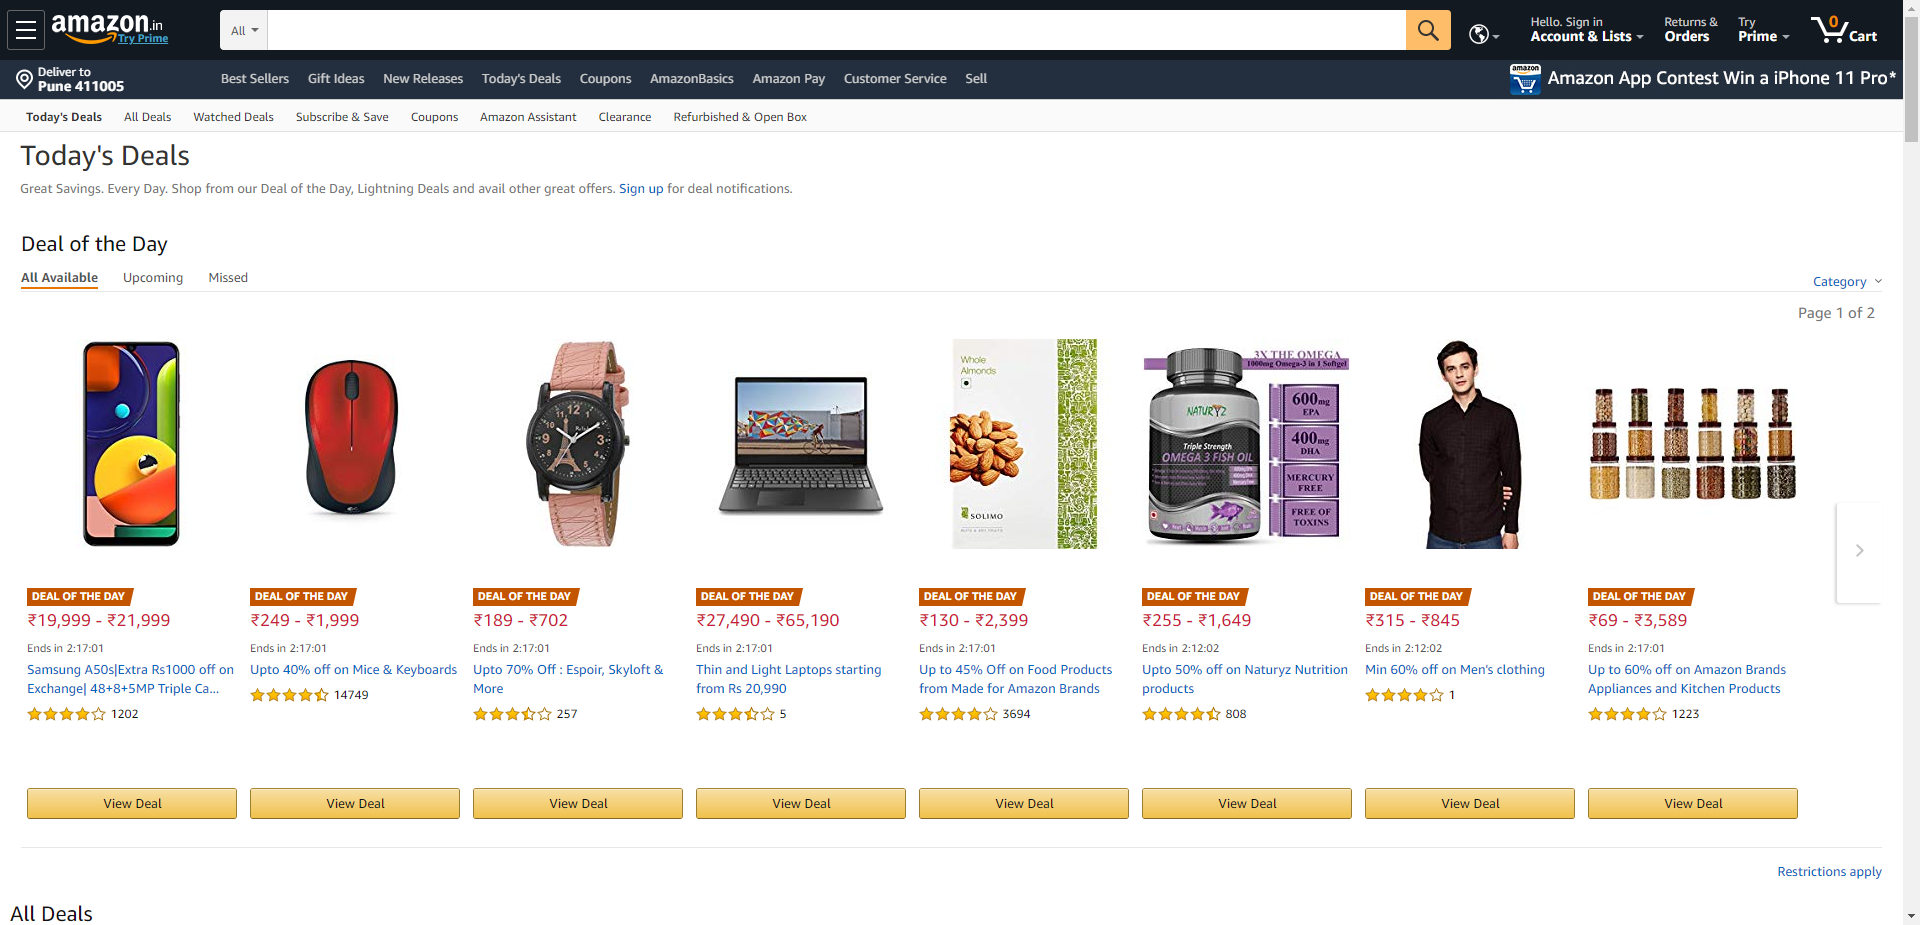 amazon.in
Try Prime
All
Hello. Sign in
Account & Lists
Returns &
Orders
Try
Prime
0
Cart
Deliver to
Pune 411005
Best Sellers Gift Ideas New Releases Today's Deals Coupons AmazonBasics Amazon Pay Customer Service Sell
amazon
Amazon App Contest Win a iPhone 11 Pro*
Today's Deals All Deals Watched Deals Subscribe & Save Coupons Amazon Assistant Clearance Refurbished & Open Box
Today's Deals
Great Savings. Every Day. Shop from our Deal of the Day, Lightning Deals and avail other great offers. Sign up for deal notifications.
Deal of the Day
All Available Upcoming Missed
Category
Page 1 of 2
12
3
9
Whole
Almonds
SOLIMO
3X THE OMEGA
1000mg Omega-3 in 1 Softgel
NATURYZ
Triple Strength
OMEGA 3 FISH OIL
600mg
EPA
400mg
DHA
MERCURY
FREE
FREE OF
TOXINS
DEAL OF THE DAY
₹19,999 - ₹21,999
Ends in 2:17:01
Samsung A50s|Extra Rs1000 off on
Exchange| 48+8+5MP Triple Ca...
1202
View Deal
DEAL OF THE DAY
₹249 - ₹1,999
Ends in 2:17:01
Upto 40% off on Mice & Keyboards
14749
View Deal
DEAL OF THE DAY
₹189 - ₹702
Ends in 2:17:01
Upto 70% Off : Espoir, Skyloft &
More
257
View Deal
DEAL OF THE DAY
₹27,490 - ₹65,190
Ends in 2:17:01
Thin and Light Laptops starting
from Rs 20,990
5
View Deal
DEAL OF THE DAY
₹130 - ₹2,399
Ends in 2:17:01
Up to 45% Off on Food Products
from Made for Amazon Brands
3694
View Deal
DEAL OF THE DAY
₹255 - ₹1,649
Ends in 2:12:02
Upto 50% off on Naturyz Nutrition
products
808
View Deal
DEAL OF THE DAY
₹315 - ₹845
Ends in 2:12:02
Min 60% off on Men's clothing
1
View Deal
DEAL OF THE DAY
₹69 - ₹3,589
Ends in 2:17:01
Up to 60% off on Amazon Brands
Appliances and Kitchen Products
1223
View Deal
Restrictions apply
All Deals